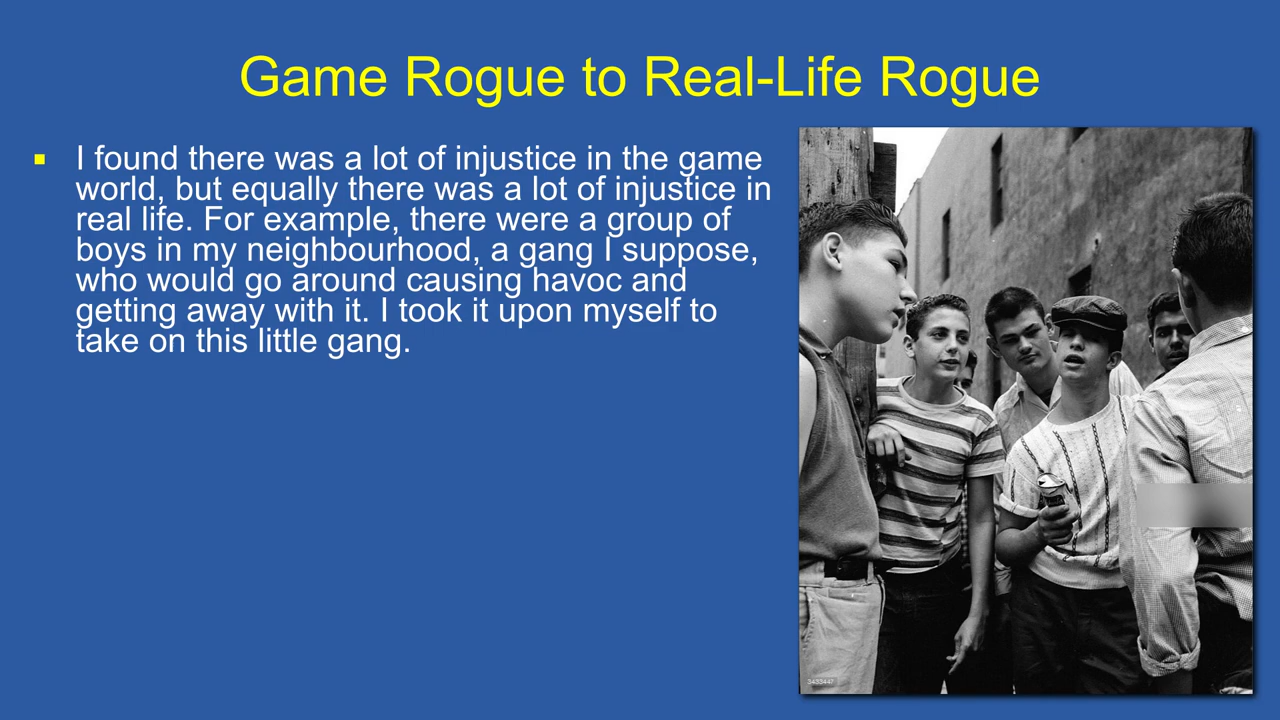 Game Rogue to Real-Life Rogue
I found there was a lot of injustice in the game
world, but equally there was a lot of injustice in
real life. For example, there were a group of
boys in my neighbourhood, a gang I suppose,
who would go around causing havoc and
getting away with it. I took it upon myself to
take on this little gang.